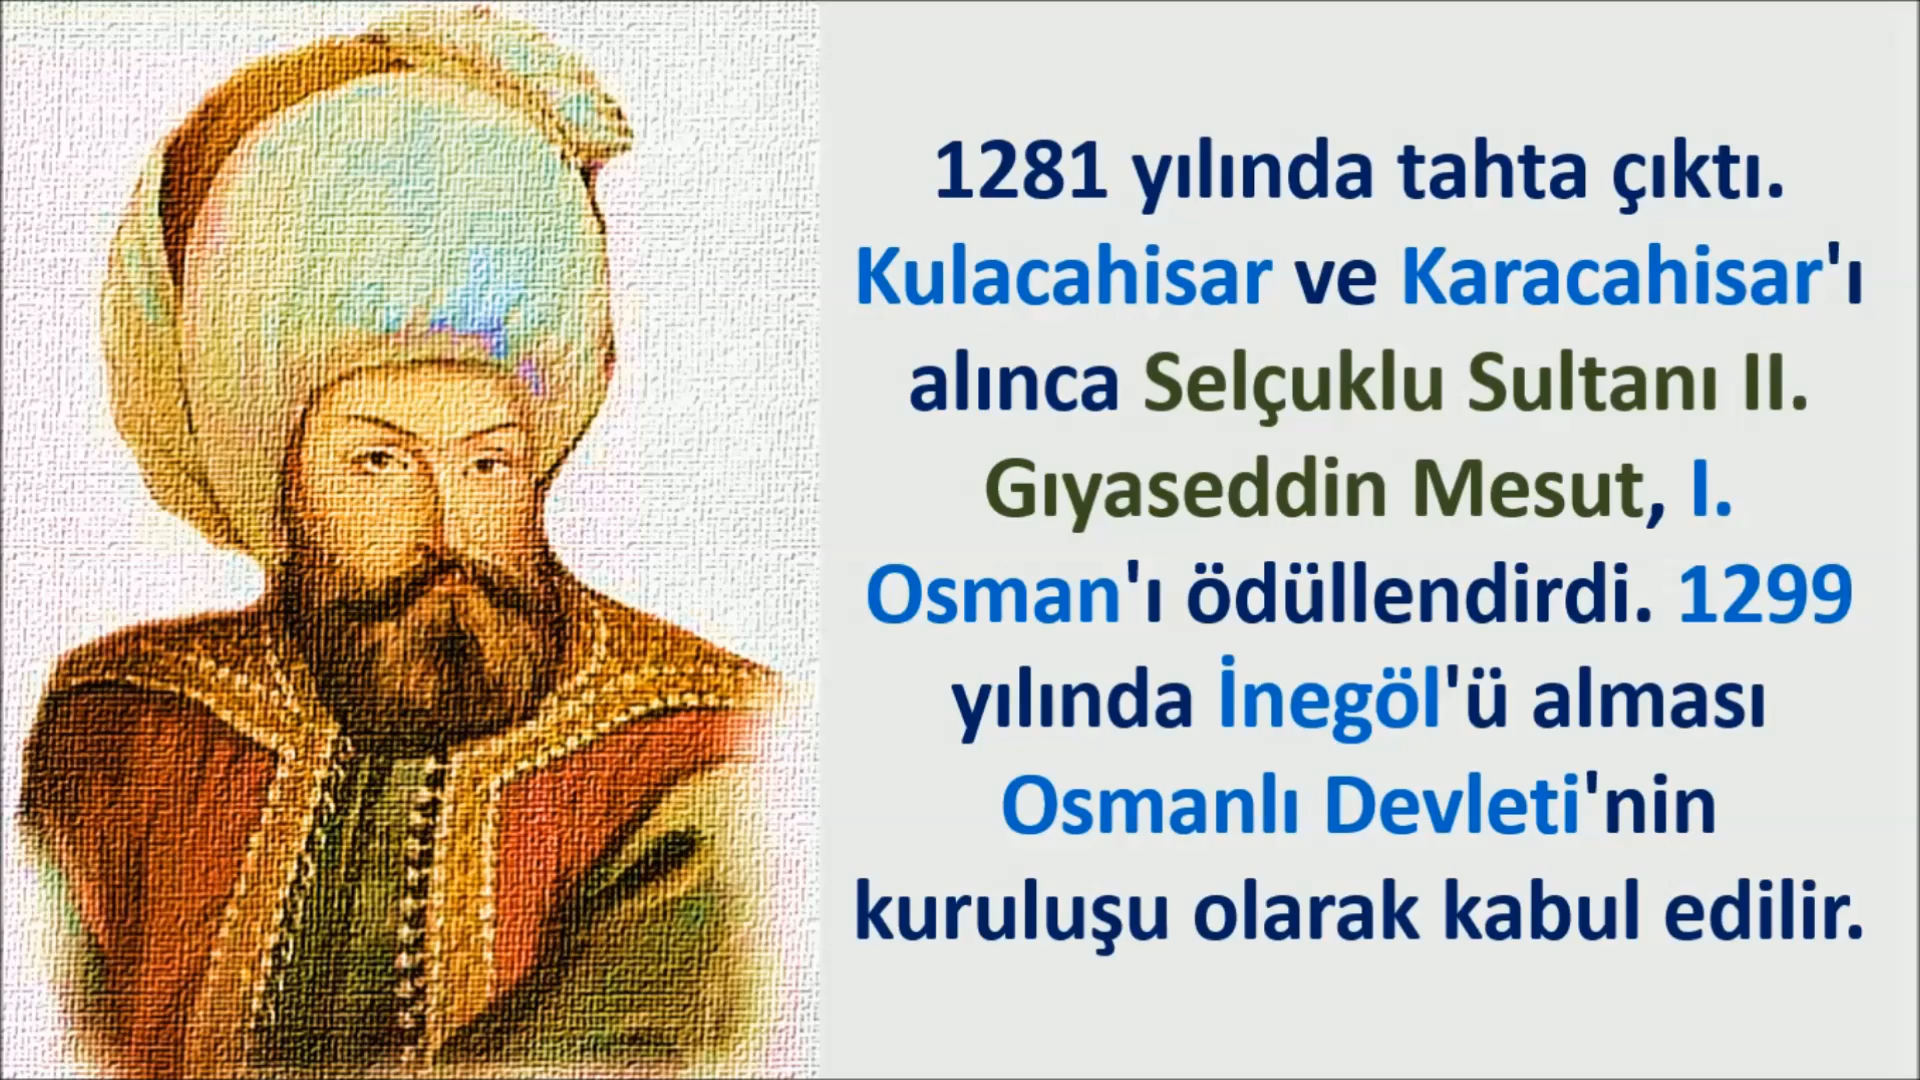 1281 yılında tahta çıktı.
Kulacahisar ve Karacahisar'ı
alınca Selçuklu Sultanı II.
Gıyaseddin Mesut, I.
Osman'ı ödüllendirdi. 1299
yılında İnegöl'ü alması
Osmanlı Devleti'nin
kuruluşu olarak kabul edilir.